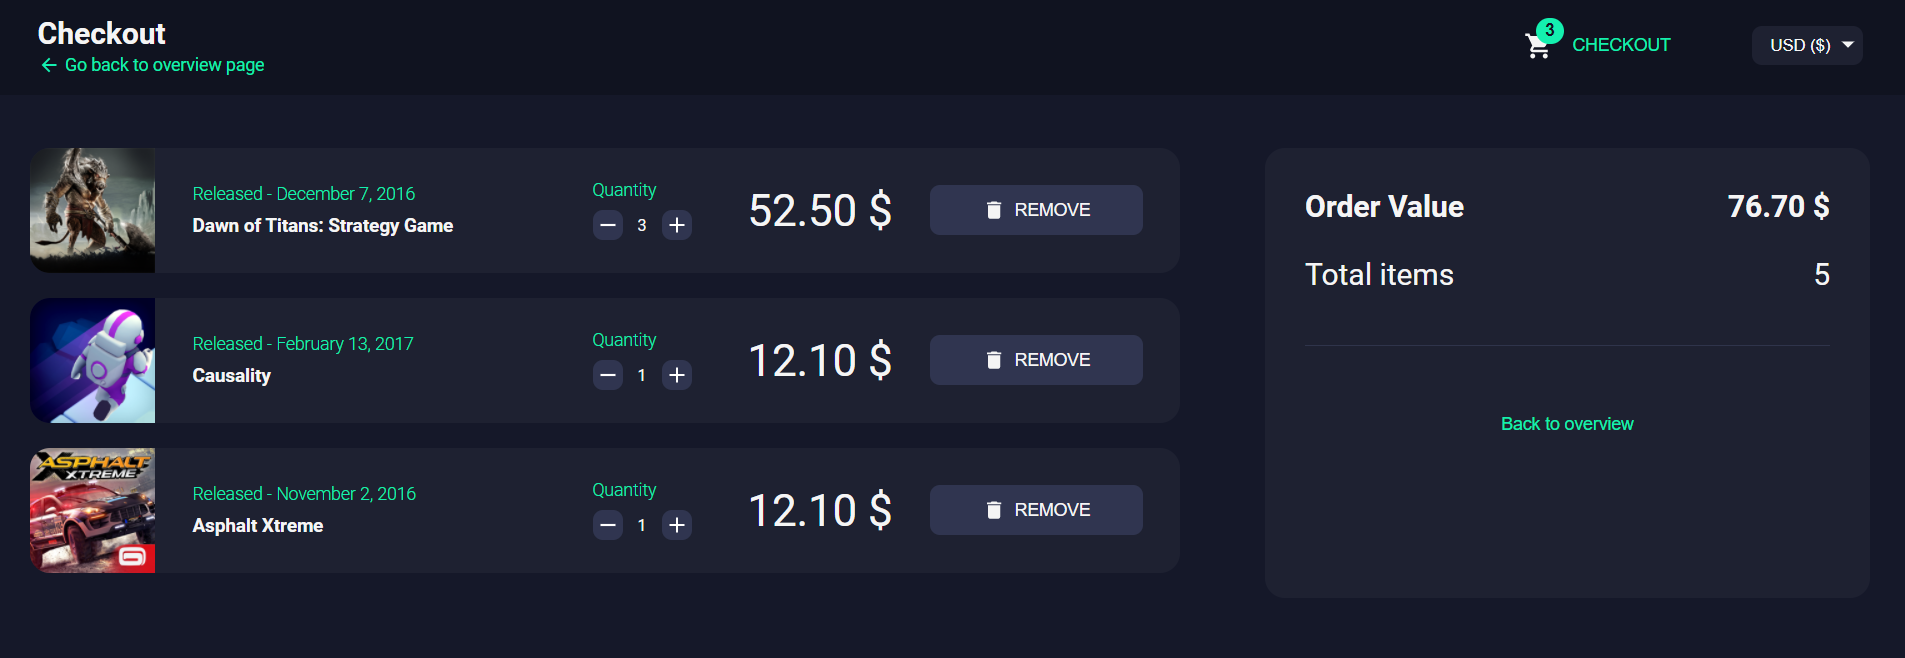 Checkout
Go back to overview page
3
CHECKOUT
USD ($)
Released - December 7, 2016
Dawn of Titans: Strategy Game
Quantity
3
52.50 $
REMOVE
Released - February 13, 2017
Causality
Quantity
1
12.10 $
REMOVE
ASPHALT
XTREME
Released - November 2, 2016
Asphalt Xtreme
Quantity
1
12.10 $
REMOVE
Order Value
76.70 $
Total items
5
Back to overview